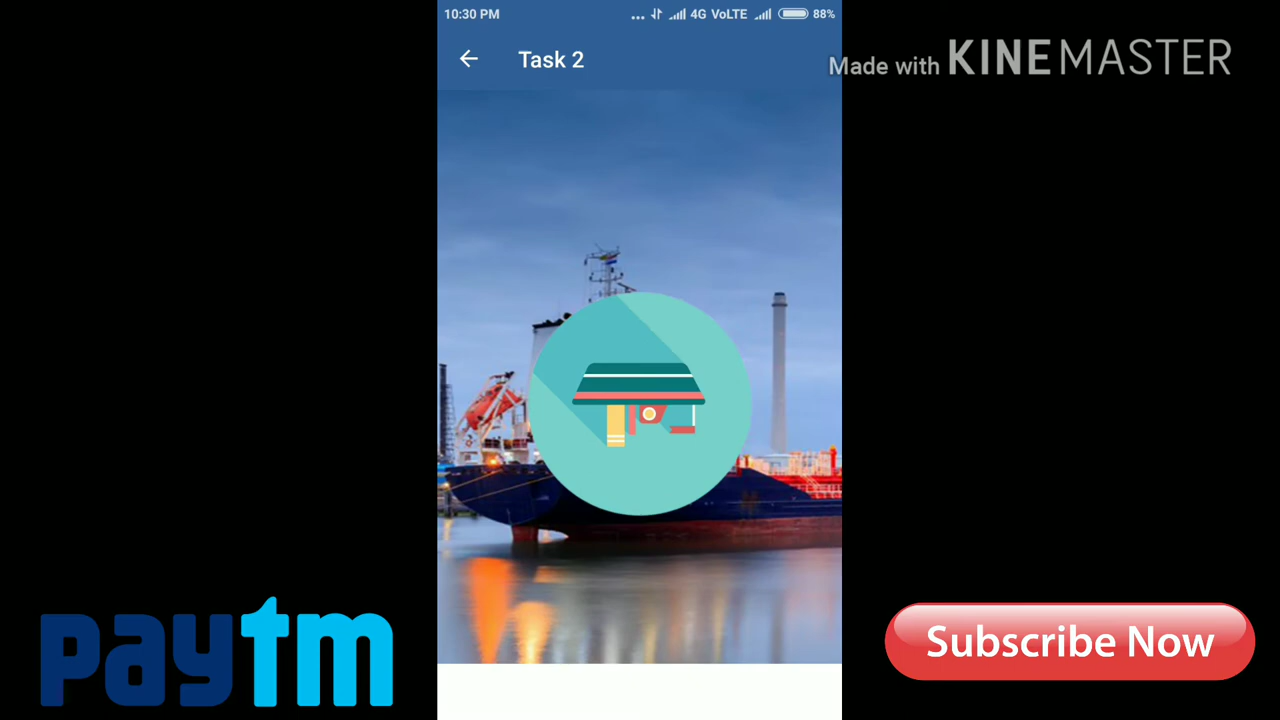 10:30 PM ... 4G VoLTE 88%
Task 2
Made with KINEMASTER
paytm
Subscribe Now